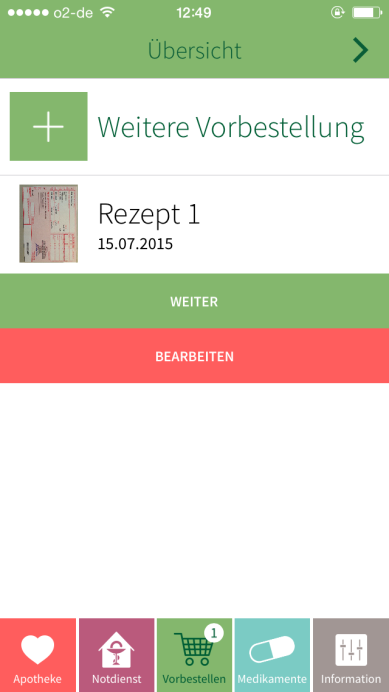 o2-de 12:49
Übersicht
Weitere Vorbestellung
Rezept 1
15.07.2015
WEITER
BEARBEITEN
1
Apotheke Notdienst Vorbestellen Medikamente Information